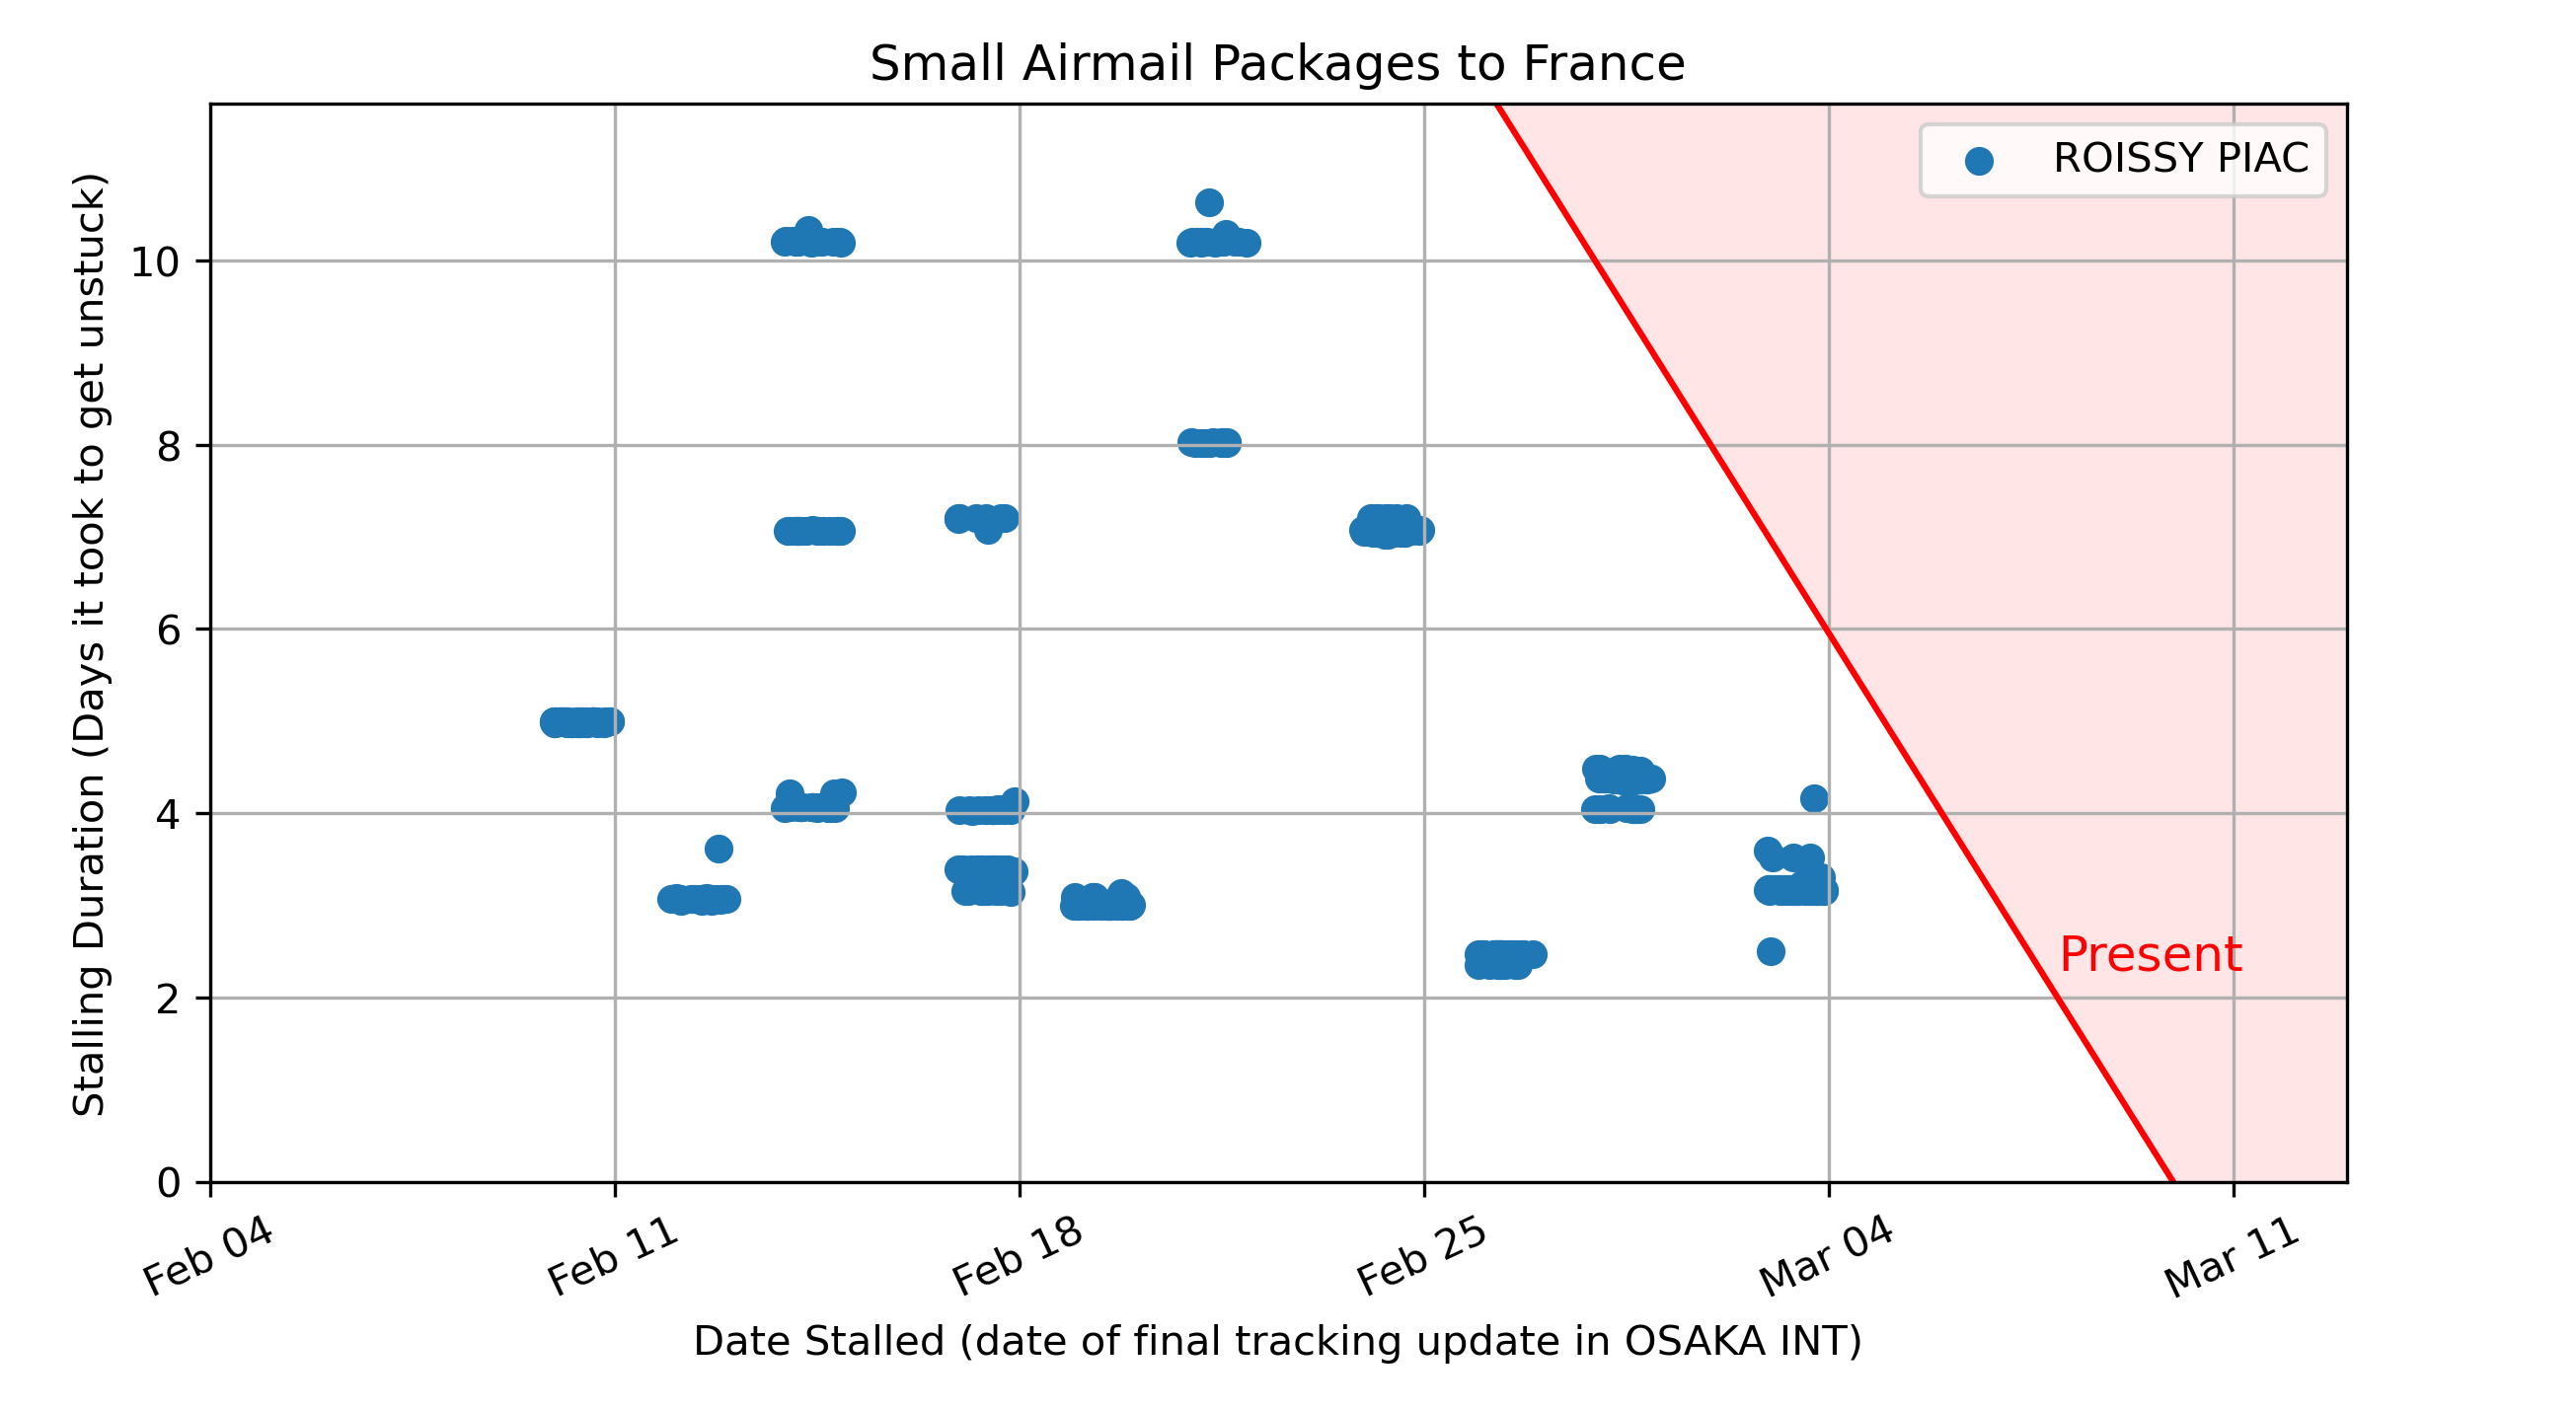 Small Airmail Packages to France
ROISSY PIAC
Stalling Duration (Days it took to get unstuck)
10
8
6
4
2
0
Present
Feb 04
Feb 11
Feb 18
Feb 25
Mar 04
Mar 11
Date Stalled (date of final tracking update in OSAKA INT)